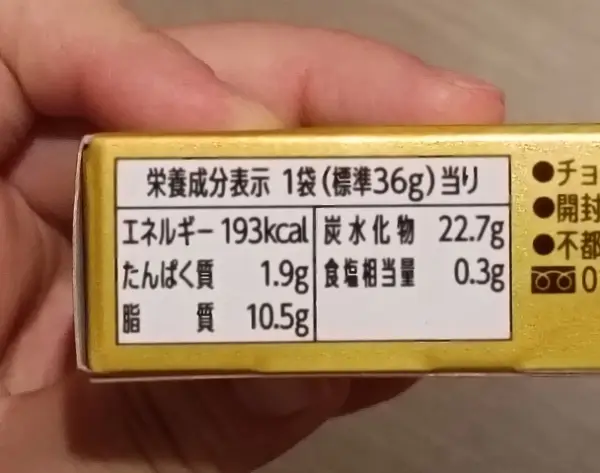 栄養成分表示 1袋(標準36g)当り
エネルギー 193kcal
たんぱく質 1.9g
脂質 10.5g
炭水化物 22.7g
食塩相当量 0.3g
●チョ
●開封
●不都
0